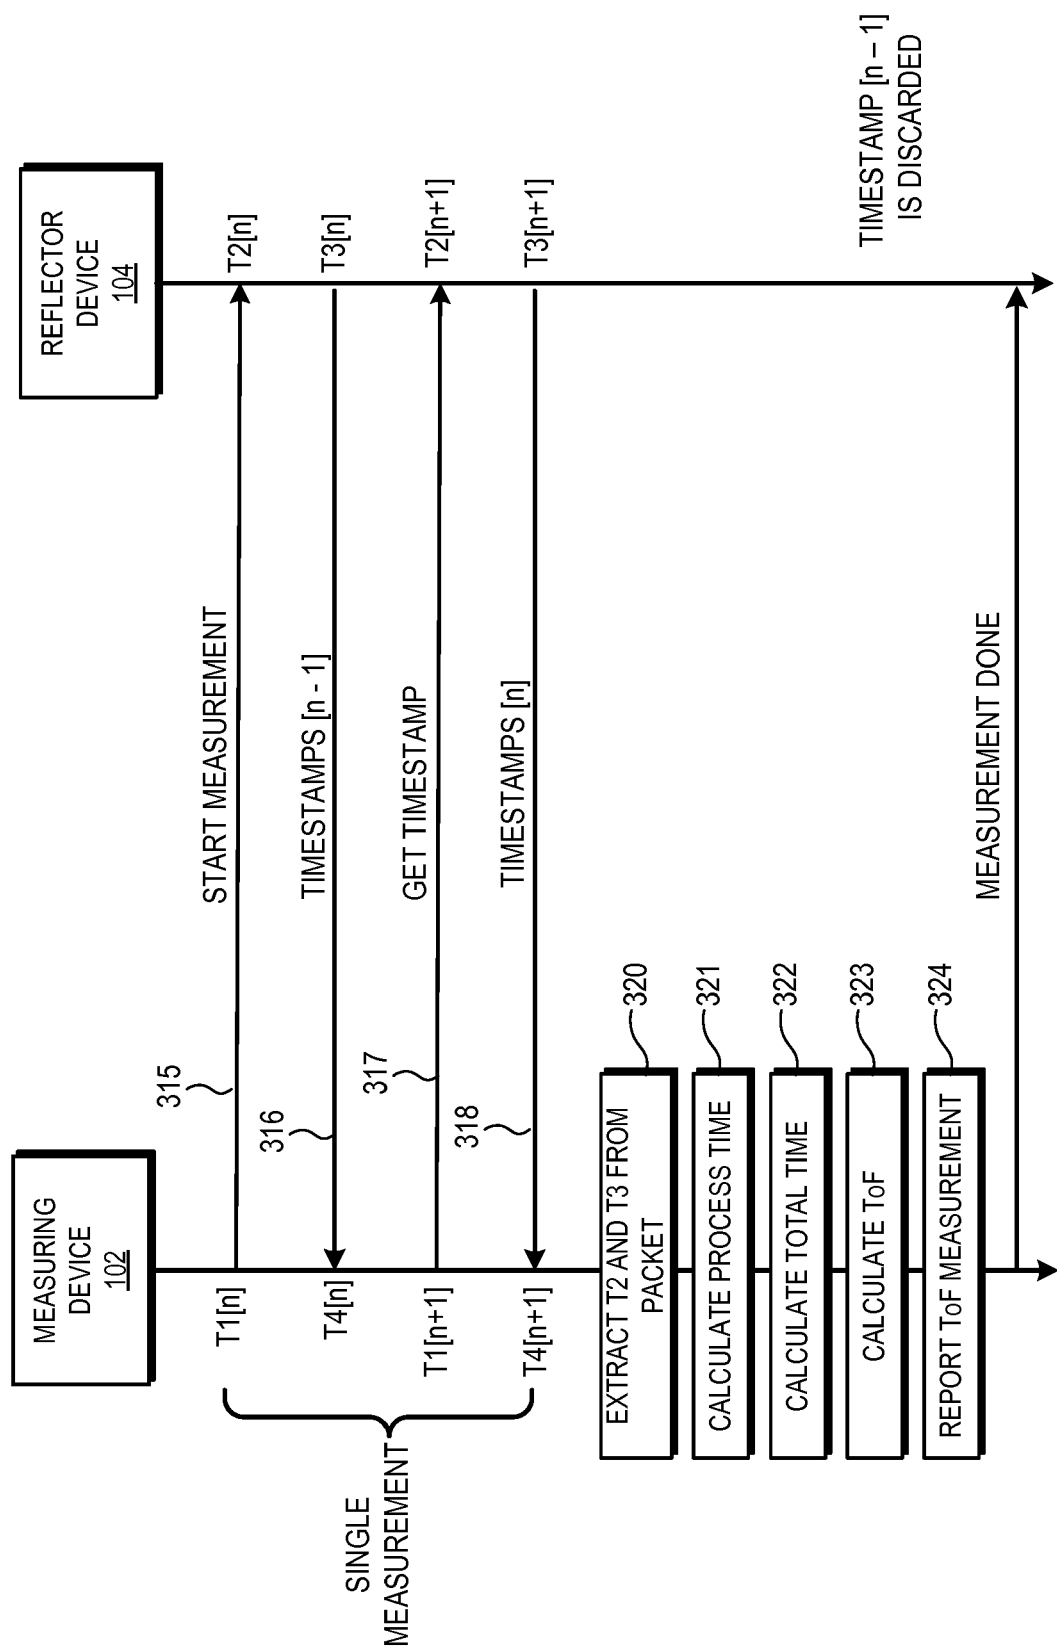 MEASURING
DEVICE
102
REFLECTOR
DEVICE
104
T1[n]
315
START MEASUREMENT
T2[n]
T4[n]
316
TIMESTAMPS [n - 1]
T3[n]
T1[n+1]
317
GET TIMESTAMP
T2[n+1]
T4[n+1]
318
TIMESTAMPS [n]
T3[n+1]
SINGLE
MEASUREMENT
EXTRACT T2 AND T3 FROM
PACKET
320
CALCULATE PROCESS TIME
321
CALCULATE TOTAL TIME
322
CALCULATE ToF
323
REPORT ToF MEASUREMENT
324
MEASUREMENT DONE
TIMESTAMP [n – 1]
IS DISCARDED